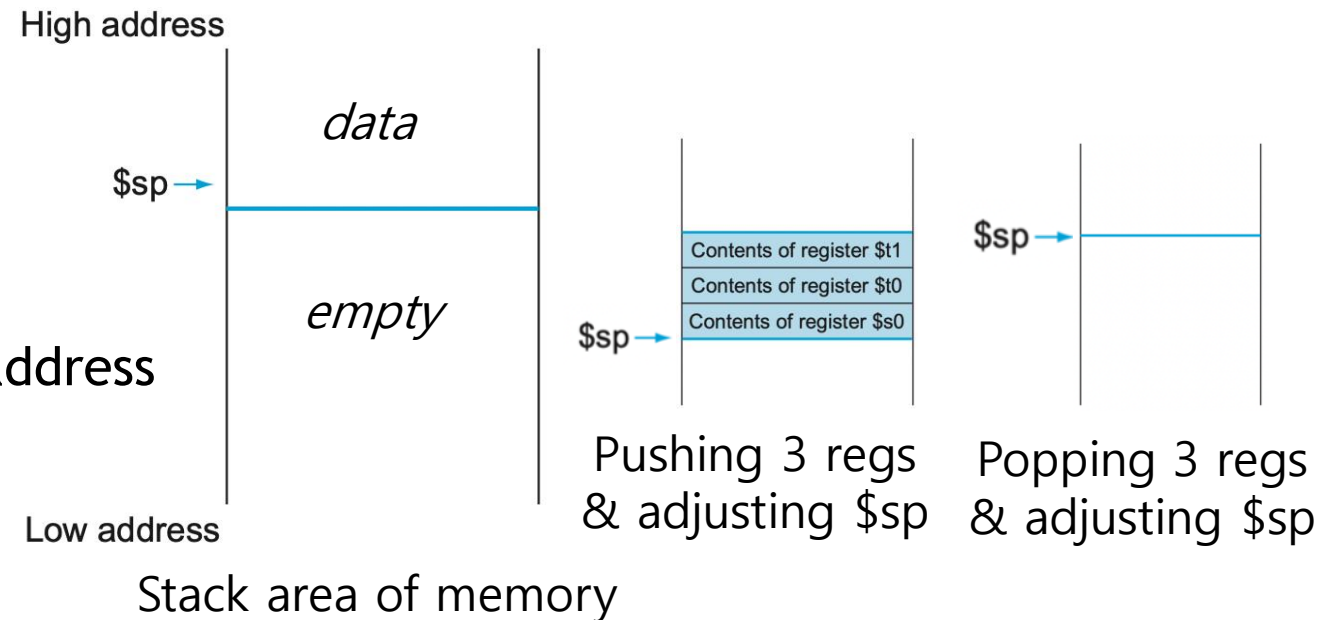 High address
data
$sp
empty
ddress
Low address
Stack area of memory
Contents of register $t1
Contents of register $t0
Contents of register $s0
$sp
Pushing 3 regs
& adjusting $sp
$sp
Popping 3 regs
& adjusting $sp